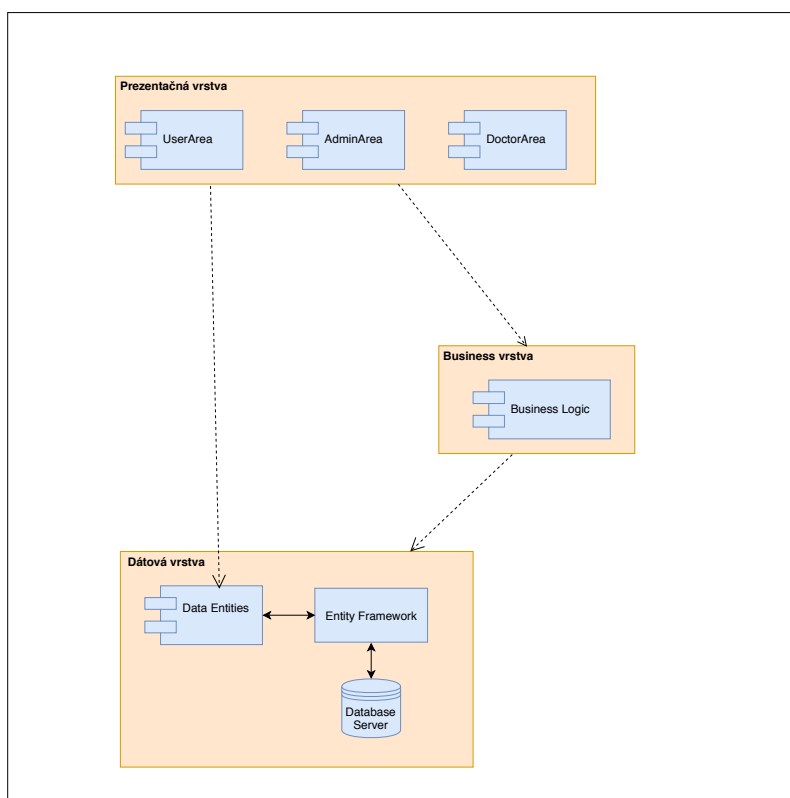 Prezentačná vrstva
UserArea
AdminArea
DoctorArea
Business vrstva
Business Logic
Dátová vrstva
Data Entities
Entity Framework
Database
Server